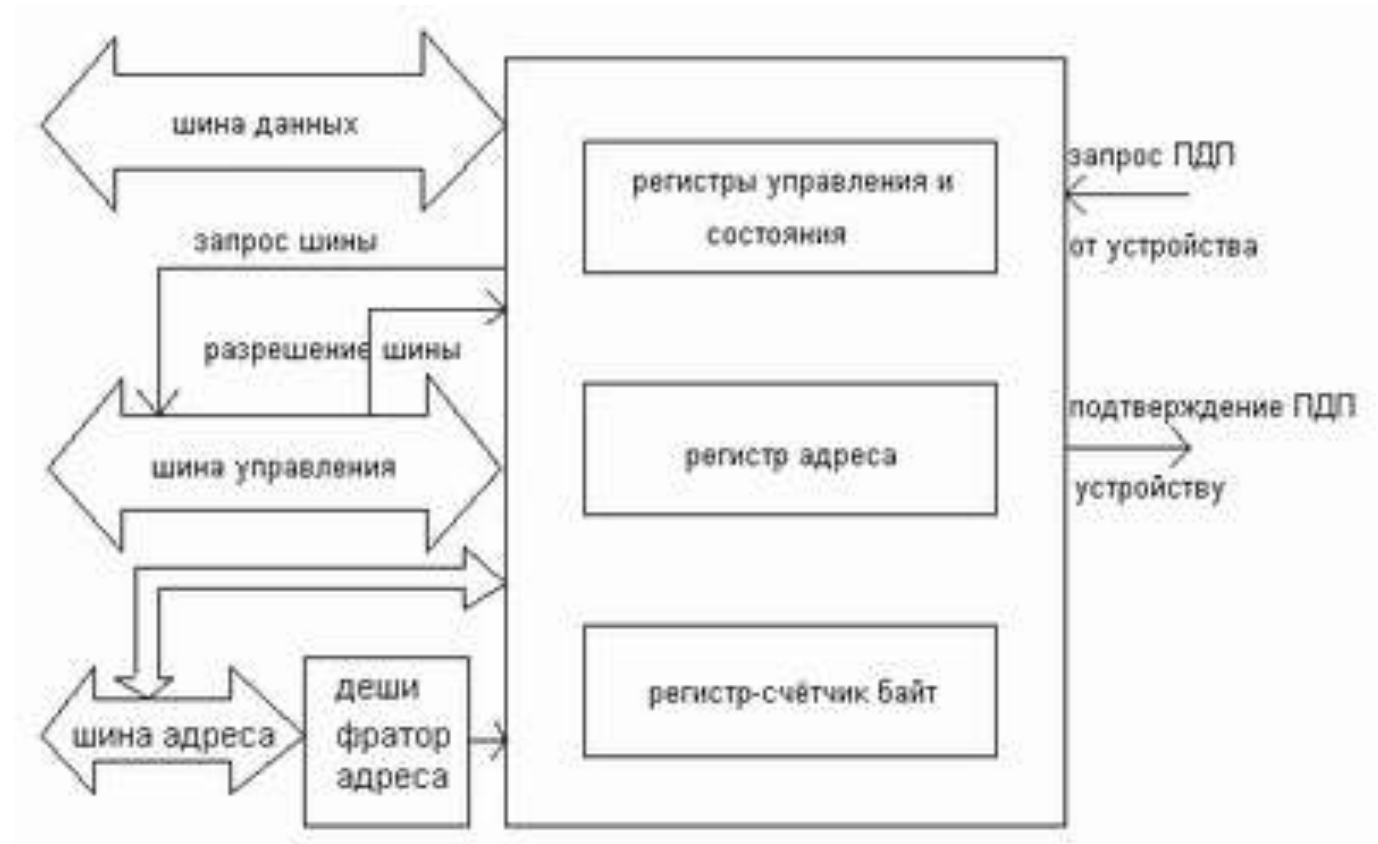 шина данных
запрос шины
разрешение шины
шина управления
шина адреса
деши
фратор
адреса
регистры управления и
состояния
регистр адреса
регистр-счётчик байт
запрос ПДП
от устройства
подтверждение ПДП
устройству